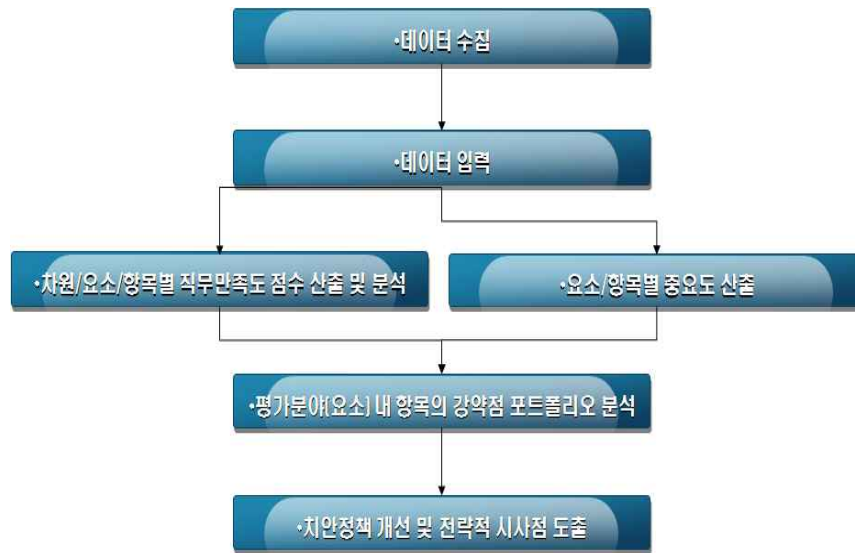 •데이터 수집
•데이터 입력
•차원/요소/항목별 직무만족도 점수 산출 및 분석
•요소/항목별 중요도 산출
•평가분야(요소) 내 항목의 강약점 포트폴리오 분석
•치안정책 개선 및 전략적 시사점 도출